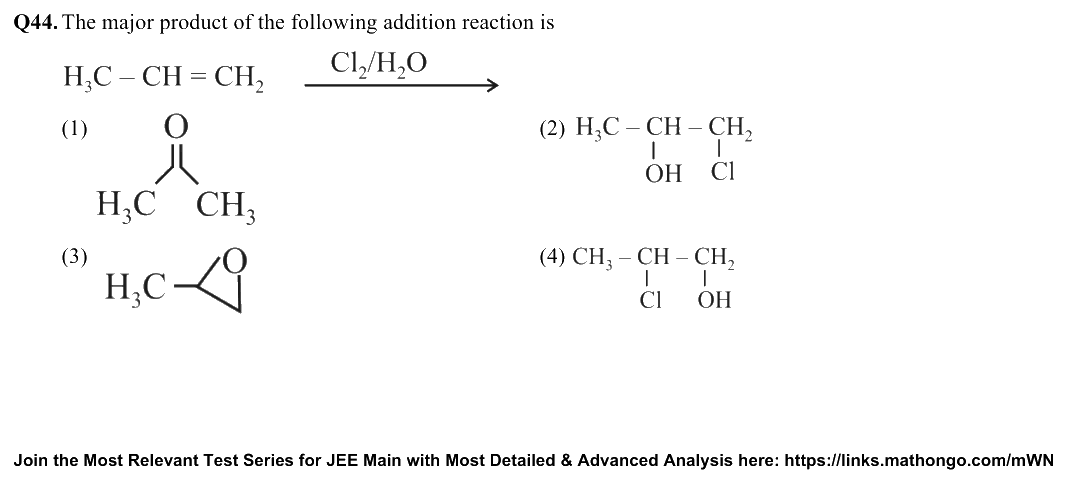 Q44. The major product of the following addition reaction is
H₃C – CH = CH₂ Cl₂/H₂O
(1) O
H₃C CH₃
(2) H₃C – CH – CH₂
OH Cl
(3) O
H₃C
(4) CH₃ – CH – CH₂
Cl OH
Join the Most Relevant Test Series for JEE Main with Most Detailed & Advanced Analysis here: https://links.mathongo.com/mWN